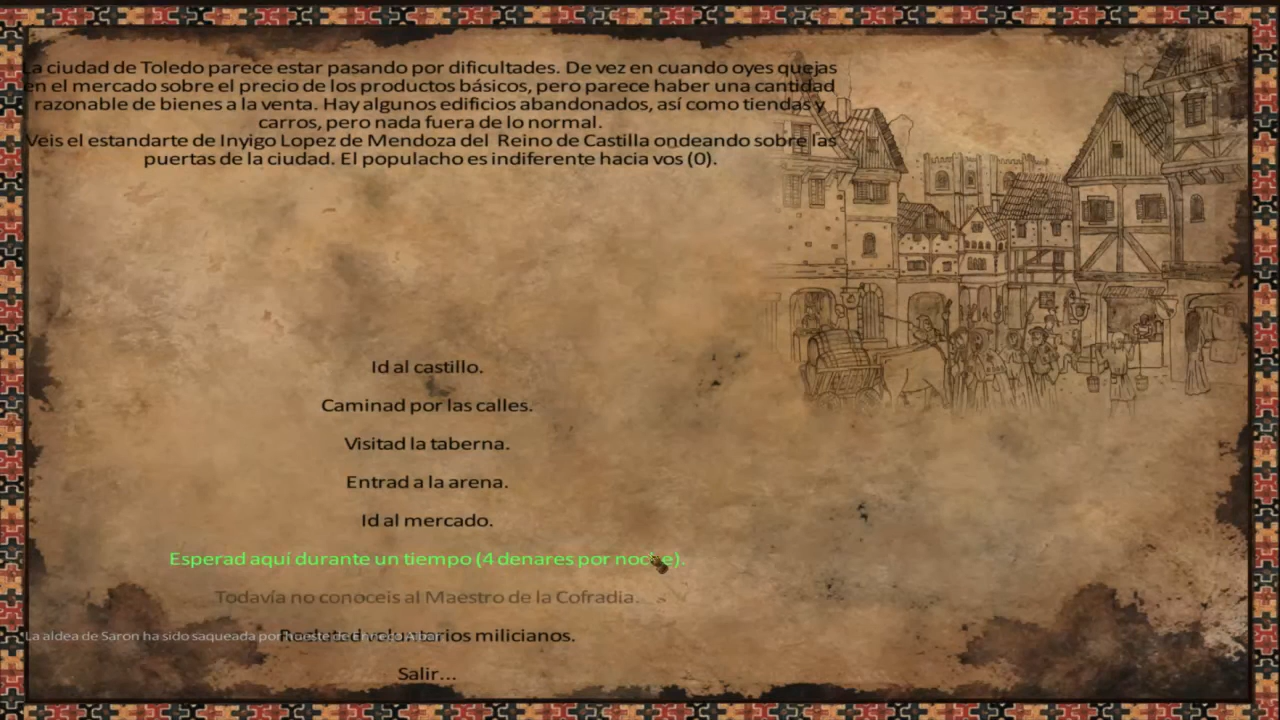 La ciudad de Toledo parece estar pasando por dificultades. De vez en cuando oyes quejas
en el mercado sobre el precio de los productos básicos, pero parece haber una cantidad
razonable de bienes a la venta. Hay algunos edificios abandonados, así como tiendas y
carros, pero nada fuera de lo normal.
Veis el estandarte de Inyigo Lopez de Mendoza del Reino de Castilla ondeando sobre las
puertas de la ciudad. El populacho es indiferente hacia vos (0).
Id al castillo.
Caminad por las calles.
Visitad la taberna.
Entrad a la arena.
Id al mercado.
Esperad aquí durante un tiempo (4 denares por noche).
Todavía no conoceis al Maestro de la Cofradia.
La aldea de Saron ha sido saqueada por
milicianos.
Salir...